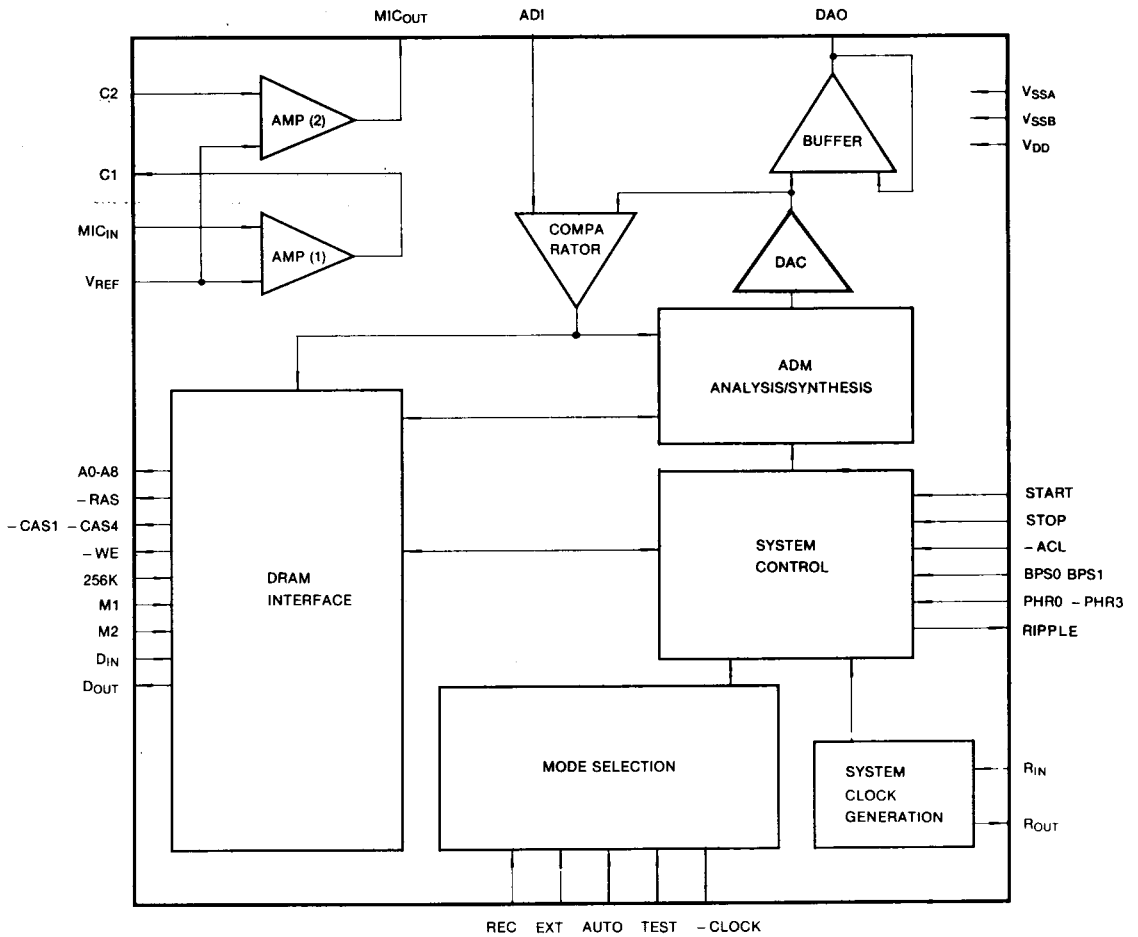 MICOUT ADI DAO
C2
AMP (2)
C1
MICIN
AMP (1)
VREF
COMPA
RATOR
BUFFER
DAC
VSSA
VSSB
VDD
ADM
ANALYSIS/SYNTHESIS
A0-A8
–RAS
–CAS1 –CAS4
–WE
256K
M1
M2
DIN
DOUT
DRAM
INTERFACE
SYSTEM
CONTROL
START
STOP
-ACL
BPS0 BPS1
PHR0 –PHR3
RIPPLE
MODE SELECTION
SYSTEM
CLOCK
GENERATION
RIN
ROUT
REC EXT AUTO TEST –CLOCK